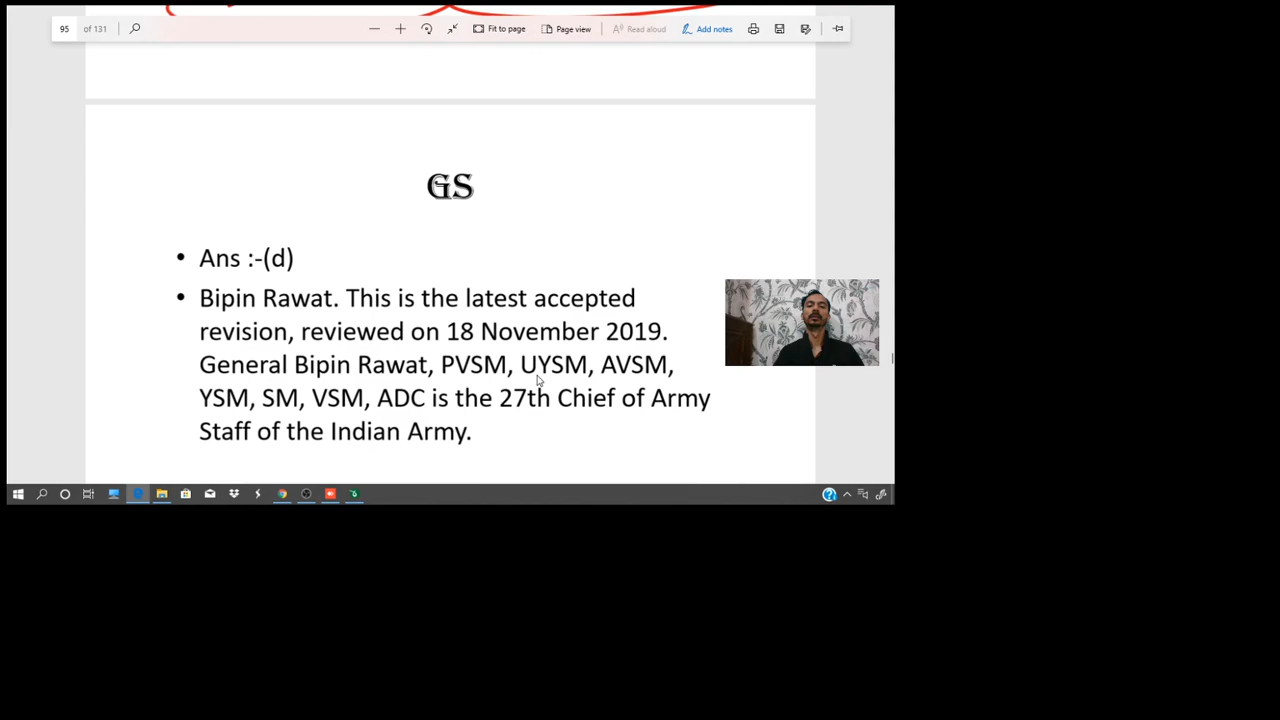 95 of 131 Fit to page Page view Read aloud Add notes
GS
• Ans :-(d)
• Bipin Rawat. This is the latest accepted
revision, reviewed on 18 November 2019.
General Bipin Rawat, PVSM, UYSM, AVSM,
YSM, SM, VSM, ADC is the 27th Chief of Army
Staff of the Indian Army.